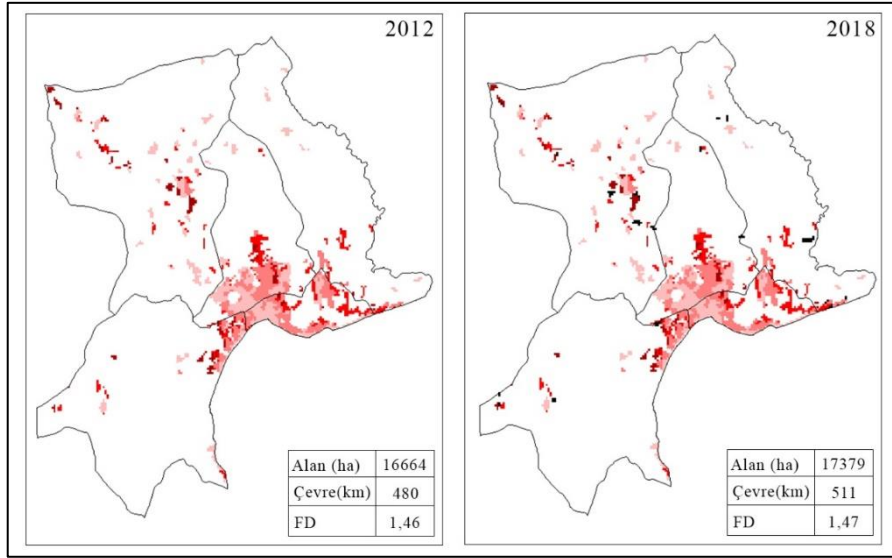 2012
Alan (ha) 16664
Çevre(km) 480
FD 1,46
2018
Alan (ha) 17379
Çevre(km) 511
FD 1,47